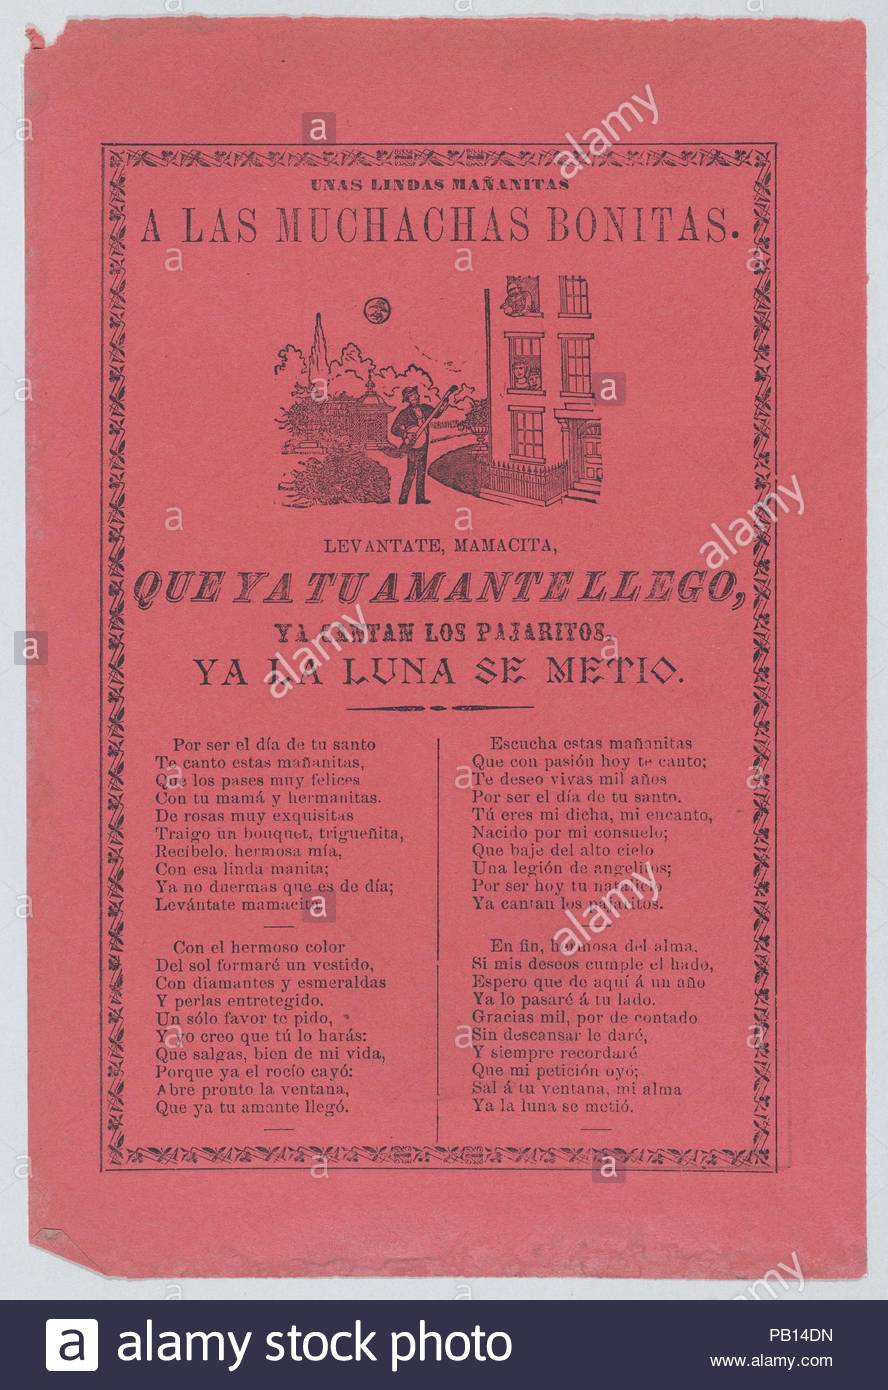 UNAS LINDAS MAÑANITAS
A LAS MUCHACHAS BONITAS.
LEVANTATE, MAMACITA,
QUE YA TU AMANTE LLEGO,
YA CANTAN LOS PAJARITOS,
YA LA LUNA SE METIO.
Por ser el día de tu santo
Te canto estas mañanitas,
Que los pases muy felices
Con tu mamá y hermanitas.
De rosas muy exquisitas
Traigo un bouquet, trigueñita,
Recíbelo, hermosa mía,
Con esa linda manita;
Ya no duermas que es de día;
Levántate mamacita.
Con el hermoso color
Del sol formaré un vestido,
Con diamantes y esmeraldas
Y perlas entretegido.
Un sólo favor te pido,
Y yo creo que tú lo harás:
Que salgas, bien de mi vida,
Porque ya el rocío cayó:
Abre pronto la ventana,
Que ya tu amante llegó.
Escucha estas mañanitas
Que con pasión hoy te canto;
Te deseo vivas mil años
Por ser el día de tu santo.
Tú eres mi dicha, mi encanto,
Nacido por mi consuelo;
Que baje del alto cielo
Una legión de angelitos;
Por ser hoy tu natalicio
Ya cantan los pajaritos.
En fin, hermosa del alma,
Si mis deseos cumple el hado,
Espero que de aquí á un año
Ya lo pasaré á tu lado.
Gracias mil, por de contado
Sin descansar le daré,
Y siempre recordaré
Que mi petición oyó;
Sal á tu ventana, mi alma
Ya la luna se metió.
a alamy stock photo
PB14DN
www.alamy.com